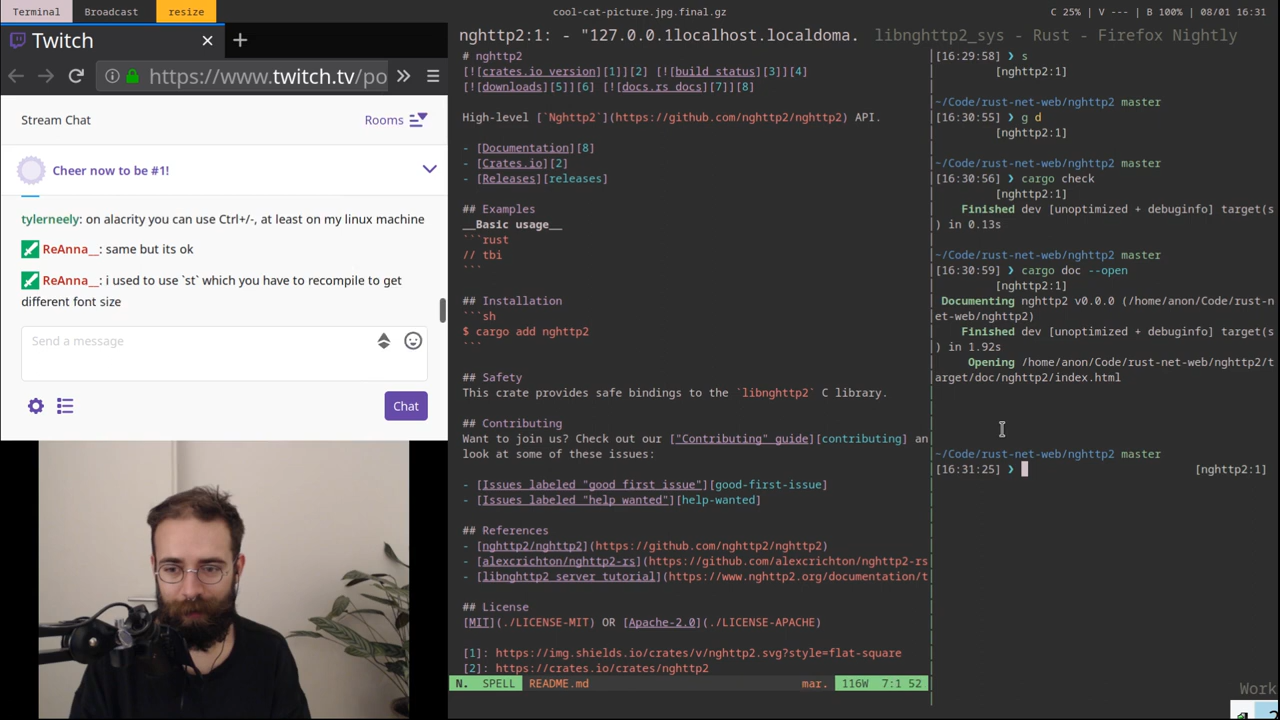 Terminal Broadcast resize
cool-cat-picture.jpg.final.gz
C 25% | V --- | B 100% | 08/01 16:31
Twitch
https://www.twitch.tv/po
Stream Chat
Rooms
Cheer now to be #1!
tylerneely: on alacrity you can use Ctrl+/-, at least on my linux machine
ReAnna__: same but its ok
ReAnna__: i used to use `st` which you have to recompile to get
different font size
Send a message
Chat
nghttp2:1: - "127.0.0.1localhost.localdoma.
# nghttp2
[![crates.io version][1]][2] [![build status][3]][4]
[![downloads][5]][6] [![docs.rs docs][7]][8]
High-level [`Nghttp2`](https://github.com/nghttp2/nghttp2) API.
- [Documentation][8]
- [Crates.io][2]
- [Releases][releases]
## Examples
__Basic usage__
```rust
// tbi
```
## Installation
```sh
$ cargo add nghttp2
```
## Safety
This crate provides safe bindings to the `libnghttp2` C library.
## Contributing
Want to join us? Check out our ["Contributing" guide][contributing] an
look at some of these issues:
- [Issues labeled "good first issue"][good-first-issue]
- [Issues labeled "help wanted"][help-wanted]
## References
- [nghttp2/nghttp2](https://github.com/nghttp2/nghttp2)
- [alexcrichton/nghttp2-rs](https://github.com/alexcrichton/nghttp2-rs
- [libnghttp2 server tutorial](https://www.nghttp2.org/documentation/t
## License
[MIT](./LICENSE-MIT) OR [Apache-2.0](./LICENSE-APACHE)
[1]: https://img.shields.io/crates/v/nghttp2.svg?style=flat-square
[2]: https://crates.io/crates/nghttp2
N. SPELL README.md mar. 116W 7:1 52
libnghttp2_sys - Rust - Firefox Nightly
[16:29:58] ❯ s
[nghttp2:1]
~/Code/rust-net-web/nghttp2 master
[16:30:55] ❯ g d
[nghttp2:1]
~/Code/rust-net-web/nghttp2 master
[16:30:56] ❯ cargo check
[nghttp2:1]
Finished dev [unoptimized + debuginfo] target(s
) in 0.13s
~/Code/rust-net-web/nghttp2 master
[16:30:59] ❯ cargo doc --open
[nghttp2:1]
Documenting nghttp2 v0.0.0 (/home/anon/Code/rust-n
et-web/nghttp2)
Finished dev [unoptimized + debuginfo] target(s
) in 1.92s
Opening /home/anon/Code/rust-net-web/nghttp2/t
arget/doc/nghttp2/index.html
~/Code/rust-net-web/nghttp2 master
[16:31:25] ❯ [nghttp2:1]
Work